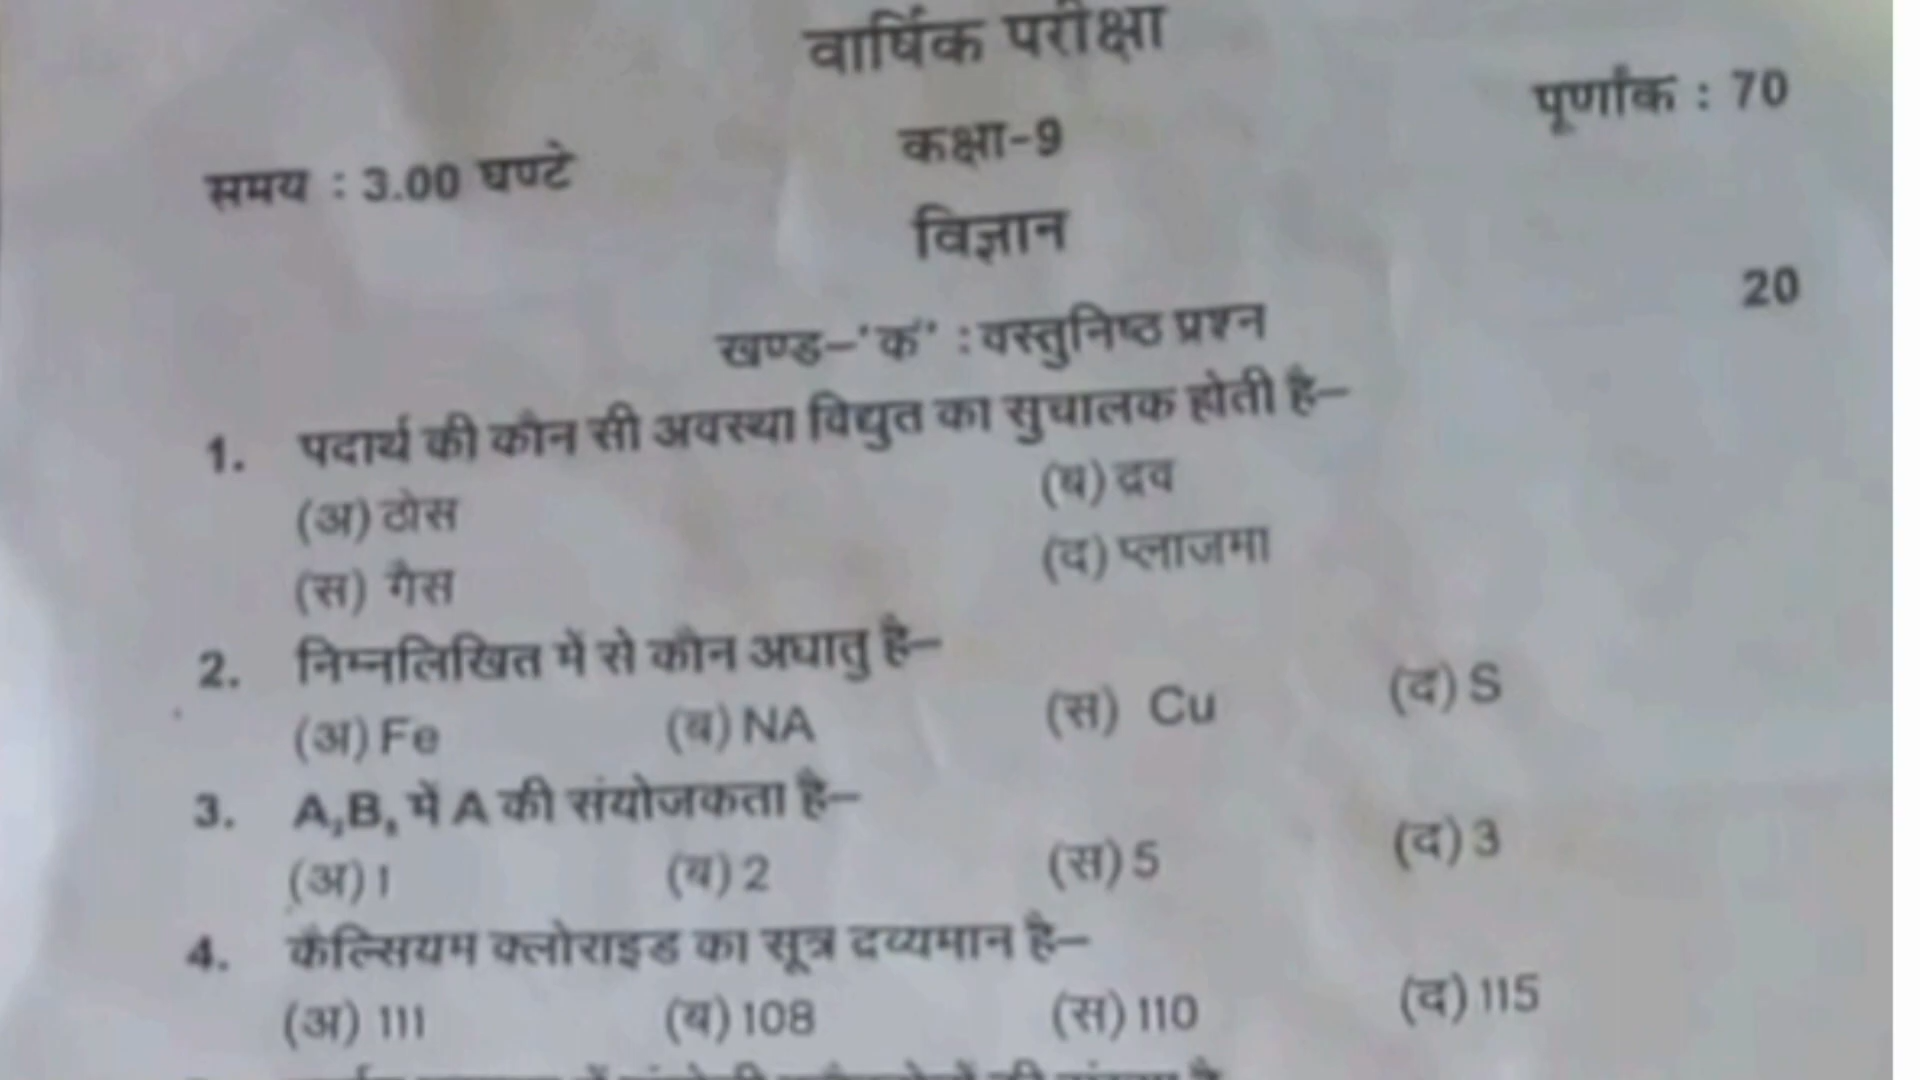 वार्षिक परीक्षा
पूर्णांक : 70
कक्षा-9
समय : 3.00 घण्टे
विज्ञान
20
खण्ड–'क' : वस्तुनिष्ठ प्रश्न
1. पदार्थ की कौन सी अवस्था विद्युत का सुचालक होती है–
(अ) ठोस (ब) द्रव
(स) गैस (द) प्लाजमा
2. निम्नलिखित में से कौन अधातु है–
(अ) Fe (ब) NA (स) Cu (द) S
3. A,B, में A की संयोजकता है–
(अ) 1 (ब) 2 (स) 5 (द) 3
4. कैल्सियम क्लोराइड का सूत्र द्रव्यमान है–
(अ) 111 (ब) 108 (स) 110 (द) 115